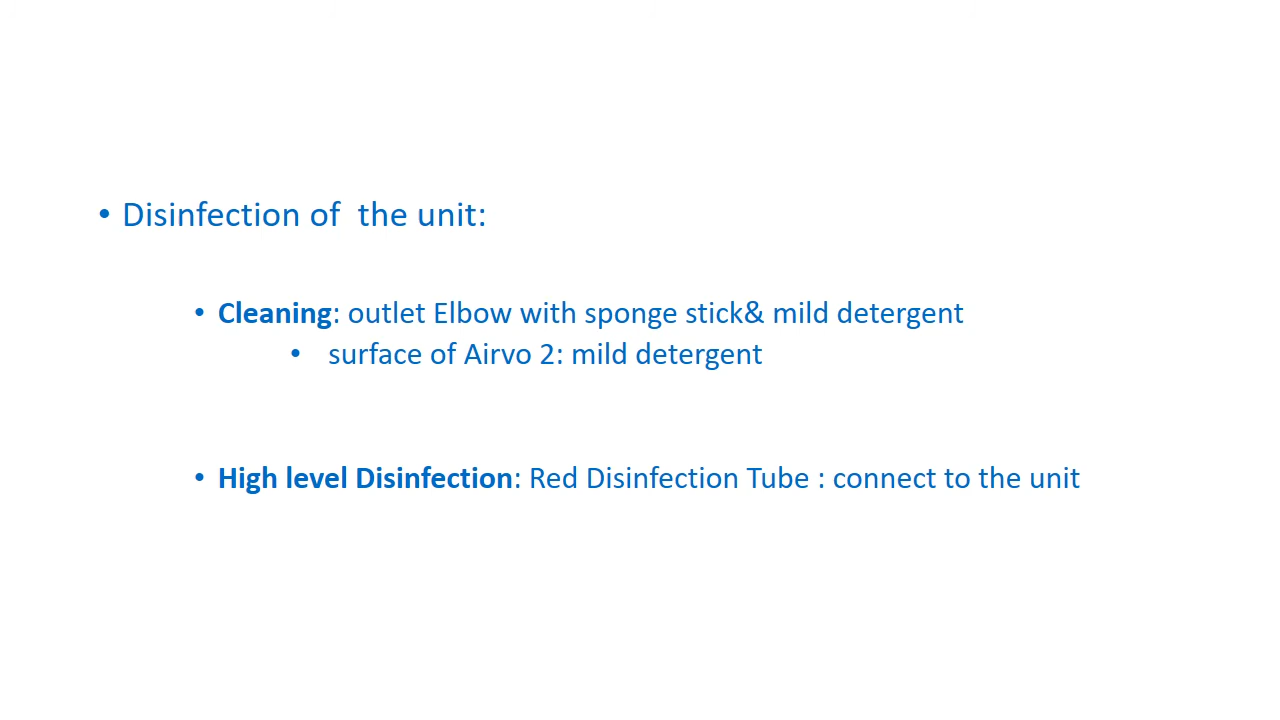 • Disinfection of  the unit:
• Cleaning: outlet Elbow with sponge stick& mild detergent
• surface of Airvo 2: mild detergent
• High level Disinfection: Red Disinfection Tube : connect to the unit